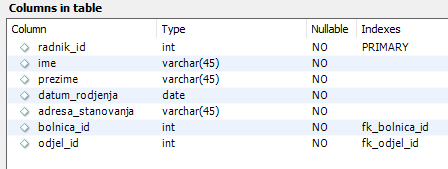 Columns in table
Column Type Nullable Indexes
radnik_id int NO PRIMARY
ime varchar(45) NO
prezime varchar(45) NO
datum_rodjenja date NO
adresa_stanovanja varchar(45) NO
bolnica_id int NO fk_bolnica_id
odjel_id int NO fk_odjel_id